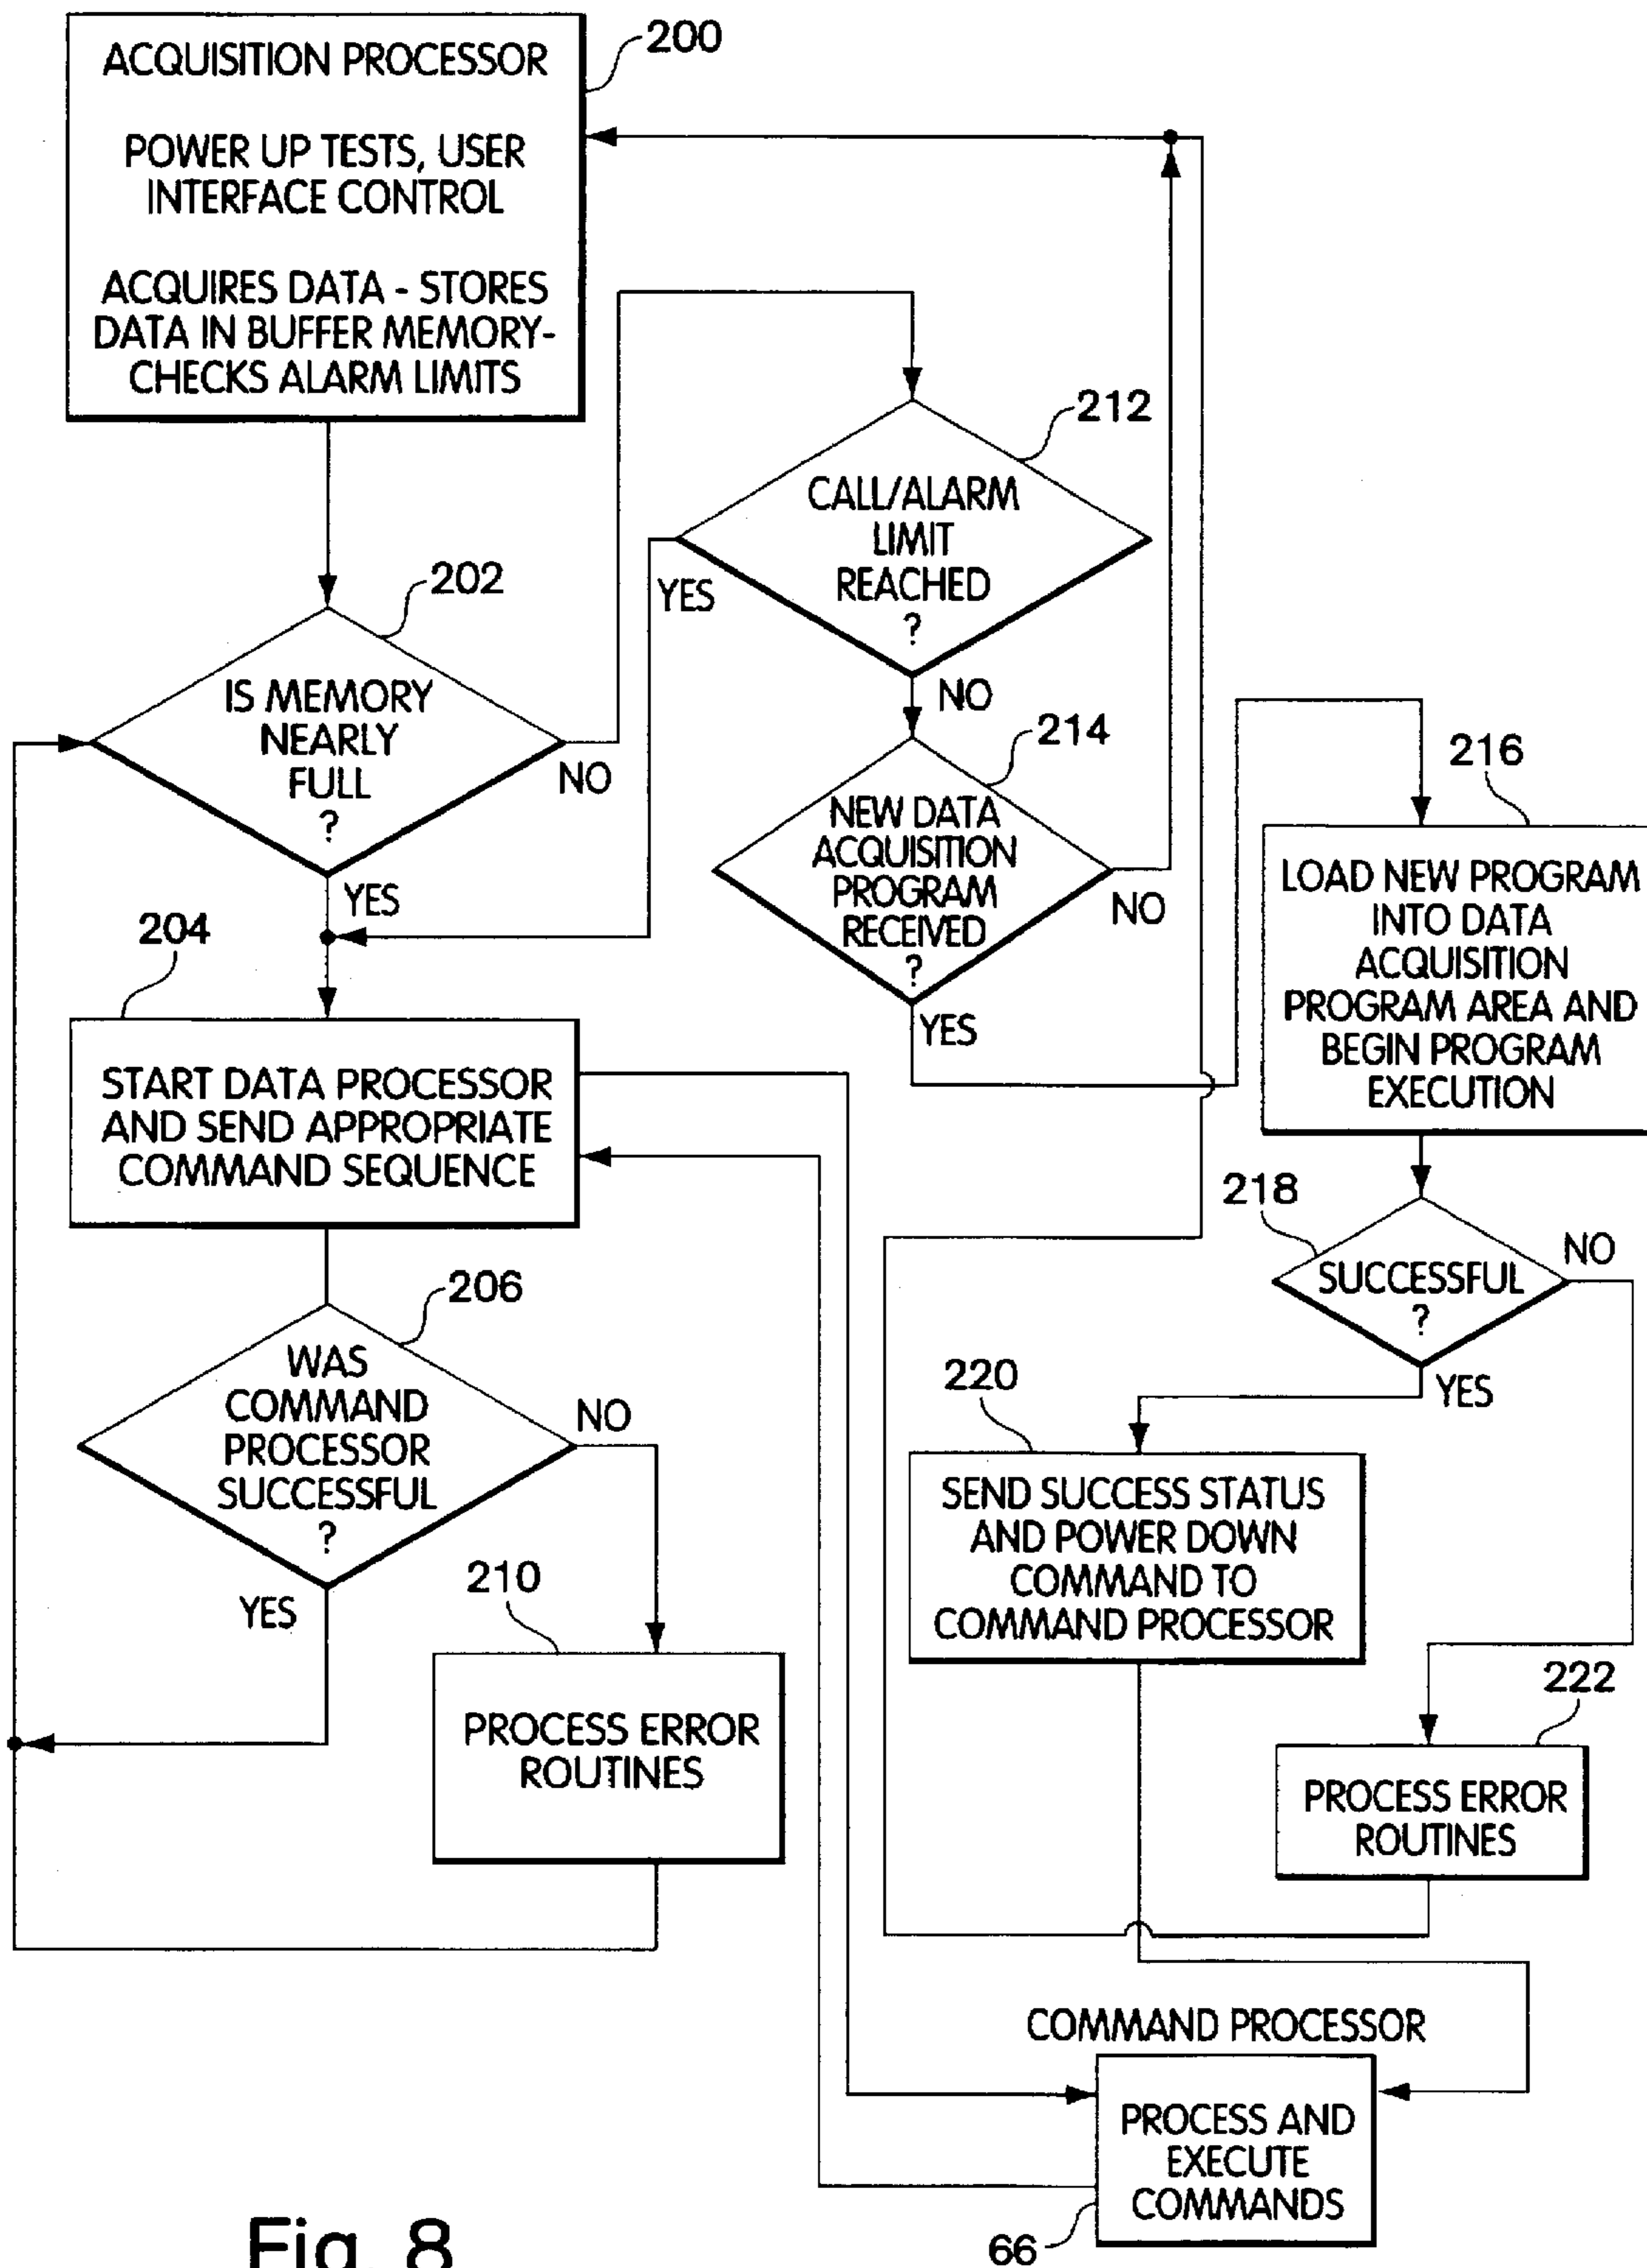 200
ACQUISITION PROCESSOR
POWER UP TESTS, USER
INTERFACE CONTROL
ACQUIRES DATA - STORES
DATA IN BUFFER MEMORY-
CHECKS ALARM LIMITS
202
IS MEMORY
NEARLY
FULL
?
NO
YES
212
CALL/ALARM
LIMIT
REACHED
?
YES
NO
214
NEW DATA
ACQUISITION
PROGRAM
RECEIVED
?
NO
YES
216
LOAD NEW PROGRAM
INTO DATA
ACQUISITION
PROGRAM AREA AND
BEGIN PROGRAM
EXECUTION
204
START DATA PROCESSOR
AND SEND APPROPRIATE
COMMAND SEQUENCE
206
WAS
COMMAND
PROCESSOR
SUCCESSFUL
?
NO
YES
210
PROCESS ERROR
ROUTINES
218
SUCCESSFUL
?
NO
YES
220
SEND SUCCESS STATUS
AND POWER DOWN
COMMAND TO
COMMAND PROCESSOR
222
PROCESS ERROR
ROUTINES
COMMAND PROCESSOR
PROCESS AND
EXECUTE
COMMANDS
66
Fig. 8